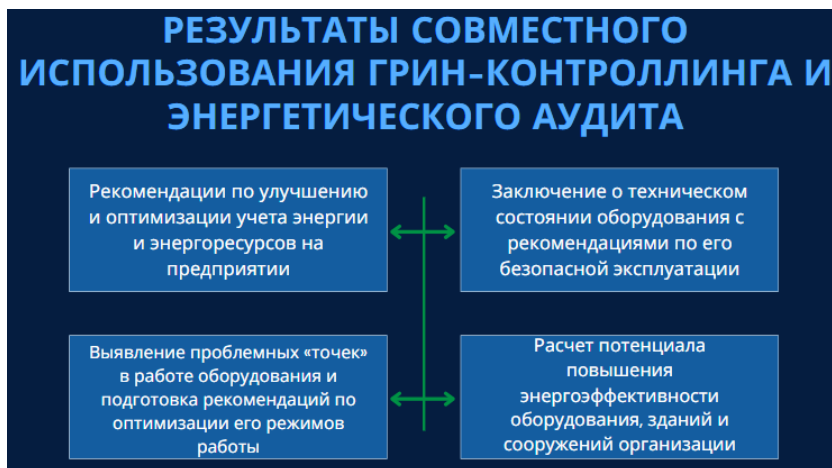 РЕЗУЛЬТАТЫ СОВМЕСТНОГО
ИСПОЛЬЗОВАНИЯ ГРИН-КОНТРОЛЛИНГА И
ЭНЕРГЕТИЧЕСКОГО АУДИТА
Рекомендации по улучшению
и оптимизации учета энергии
и энергоресурсов на
предприятии
Заключение о техническом
состоянии оборудования с
рекомендациями по его
безопасной эксплуатации
Выявление проблемных «точек»
в работе оборудования и
подготовка рекомендаций по
оптимизации его режимов
работы
Расчет потенциала
повышения
энергоэффективности
оборудования, зданий и
сооружений организации